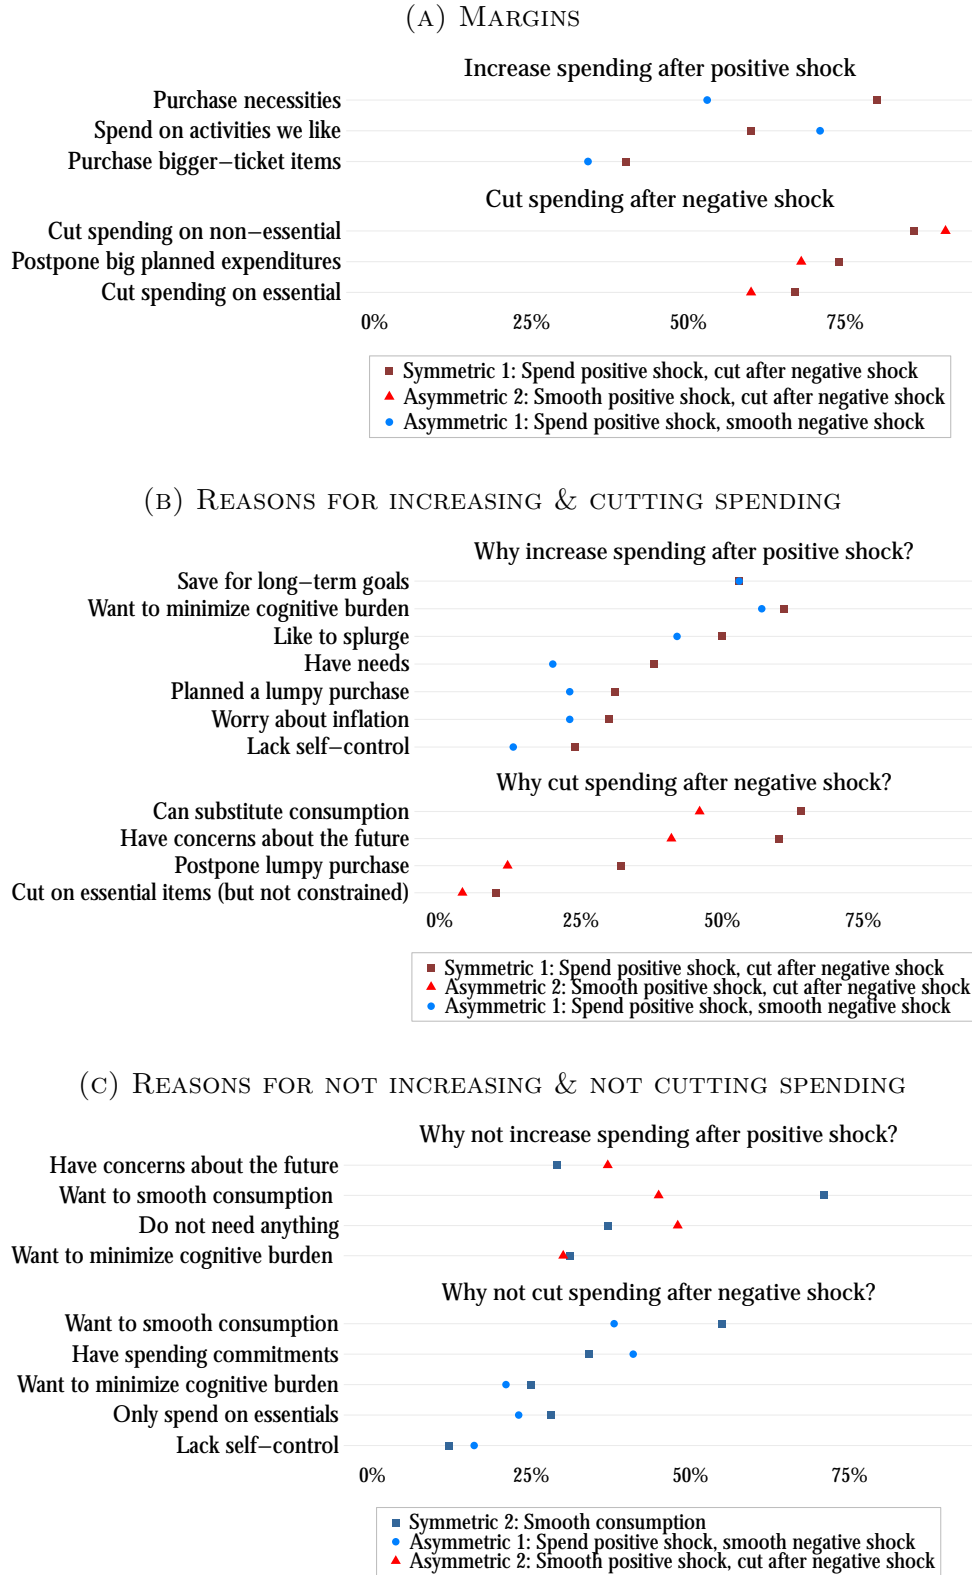 (A) MARGINS
Increase spending after positive shock
Purchase necessities
Spend on activities we like
Purchase bigger−ticket items
Cut spending after negative shock
Cut spending on non−essential
Postpone big planned expenditures
Cut spending on essential
0% 25% 50% 75%
Symmetric 1: Spend positive shock, cut after negative shock
Asymmetric 2: Smooth positive shock, cut after negative shock
Asymmetric 1: Spend positive shock, smooth negative shock
(B) REASONS FOR INCREASING & CUTTING SPENDING
Why increase spending after positive shock?
Save for long−term goals
Want to minimize cognitive burden
Like to splurge
Have needs
Planned a lumpy purchase
Worry about inflation
Lack self−control
Why cut spending after negative shock?
Can substitute consumption
Have concerns about the future
Postpone lumpy purchase
Cut on essential items (but not constrained)
0% 25% 50% 75%
Symmetric 1: Spend positive shock, cut after negative shock
Asymmetric 2: Smooth positive shock, cut after negative shock
Asymmetric 1: Spend positive shock, smooth negative shock
(C) REASONS FOR NOT INCREASING & NOT CUTTING SPENDING
Why not increase spending after positive shock?
Have concerns about the future
Want to smooth consumption
Do not need anything
Want to minimize cognitive burden
Why not cut spending after negative shock?
Want to smooth consumption
Have spending commitments
Want to minimize cognitive burden
Only spend on essentials
Lack self−control
0% 25% 50% 75%
Symmetric 2: Smooth consumption
Asymmetric 1: Spend positive shock, smooth negative shock
Asymmetric 2: Smooth positive shock, cut after negative shock